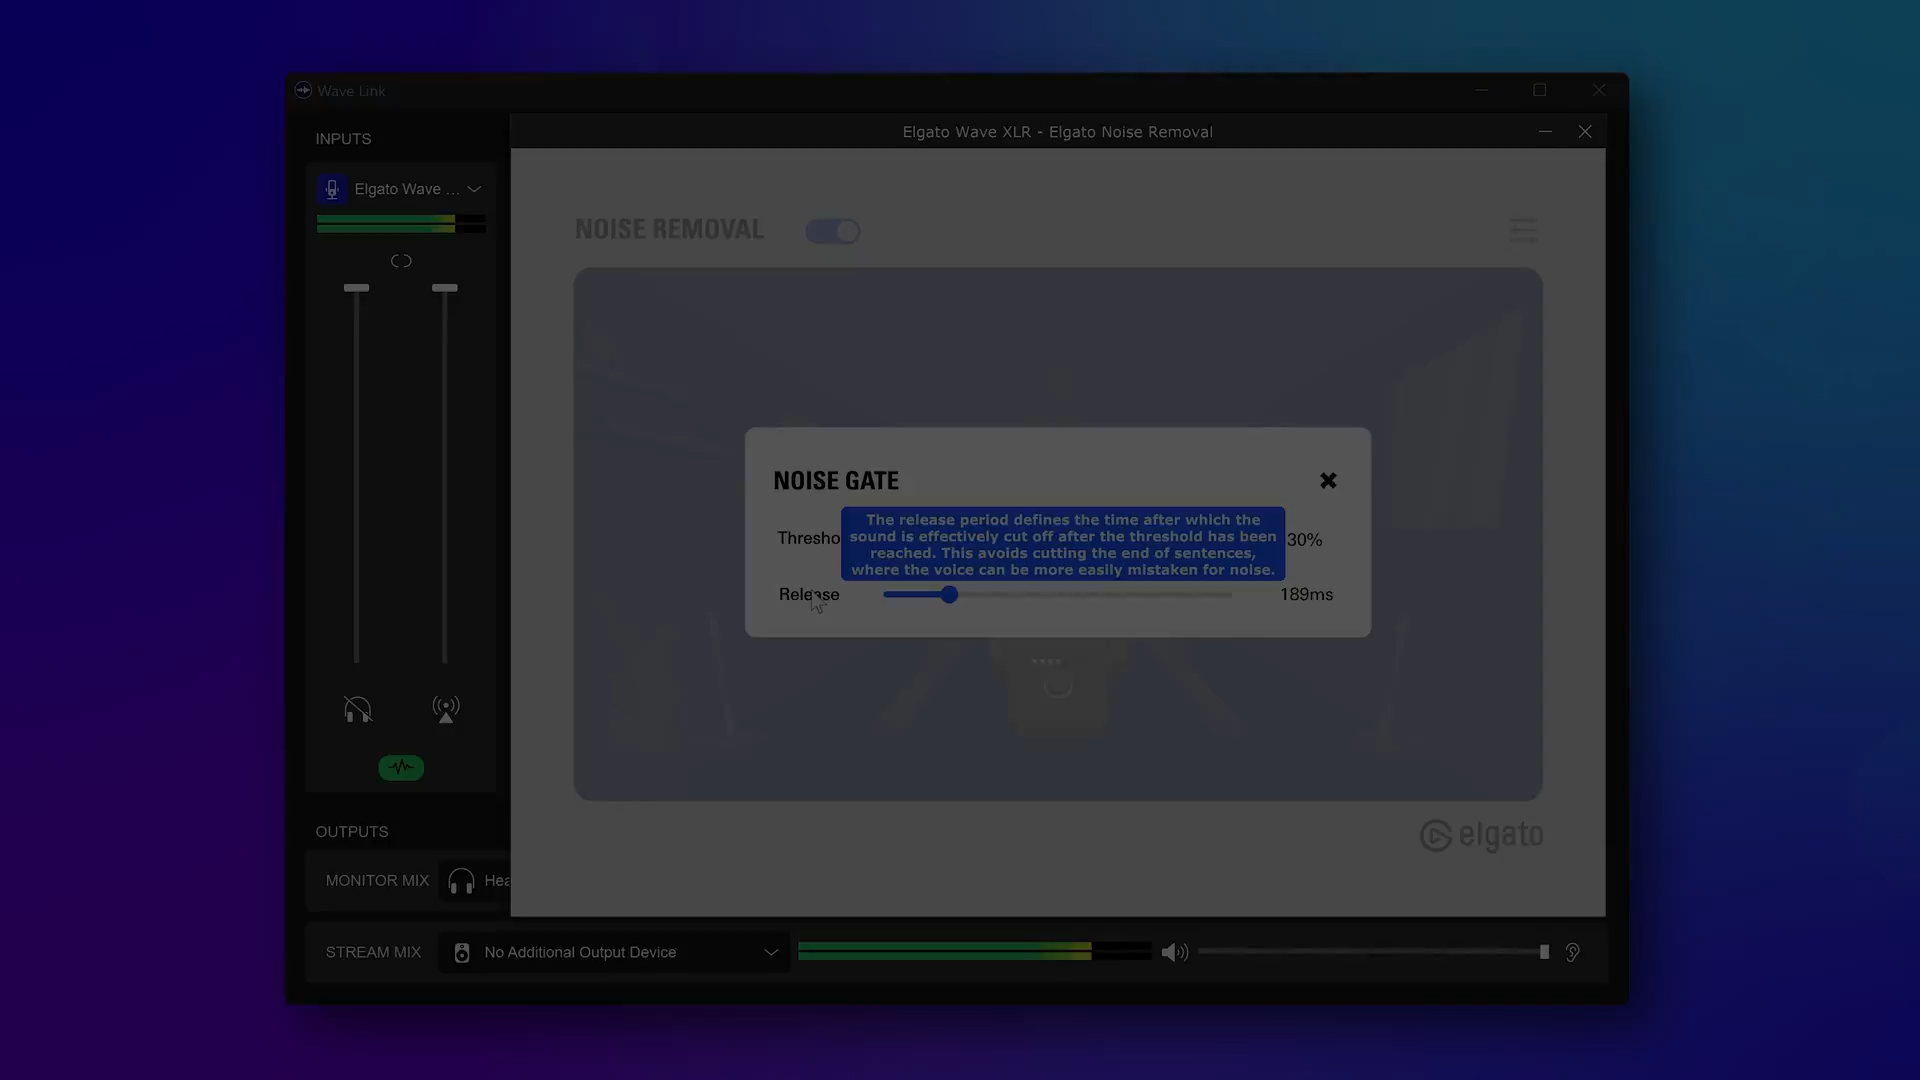 Wave Link
Elgato Wave XLR - Elgato Noise Removal
INPUTS
Elgato Wave ...
NOISE REMOVAL
NOISE GATE
Thresho
30%
The release period defines the time after which the
sound is effectively cut off after the threshold has been
reached. This avoids cutting the end of sentences,
where the voice can be more easily mistaken for noise.
Release
189ms
elgato
OUTPUTS
MONITOR MIX
Hea
STREAM MIX
No Additional Output Device